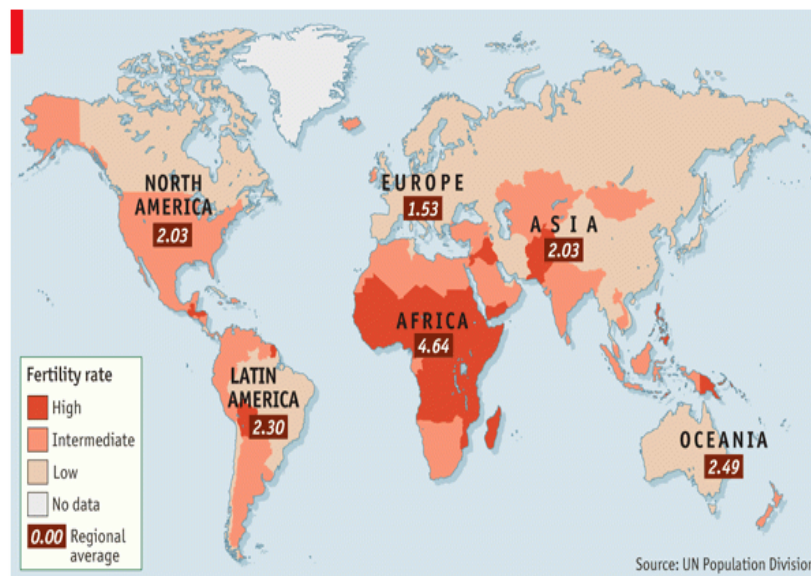 NORTH
AMERICA
2.03
EUROPE
1.53
ASIA
2.03
AFRICA
4.64
LATIN
AMERICA
2.30
OCEANIA
2.49
Fertility rate
High
Intermediate
Low
No data
0.00 Regional
average
Source: UN Population Division